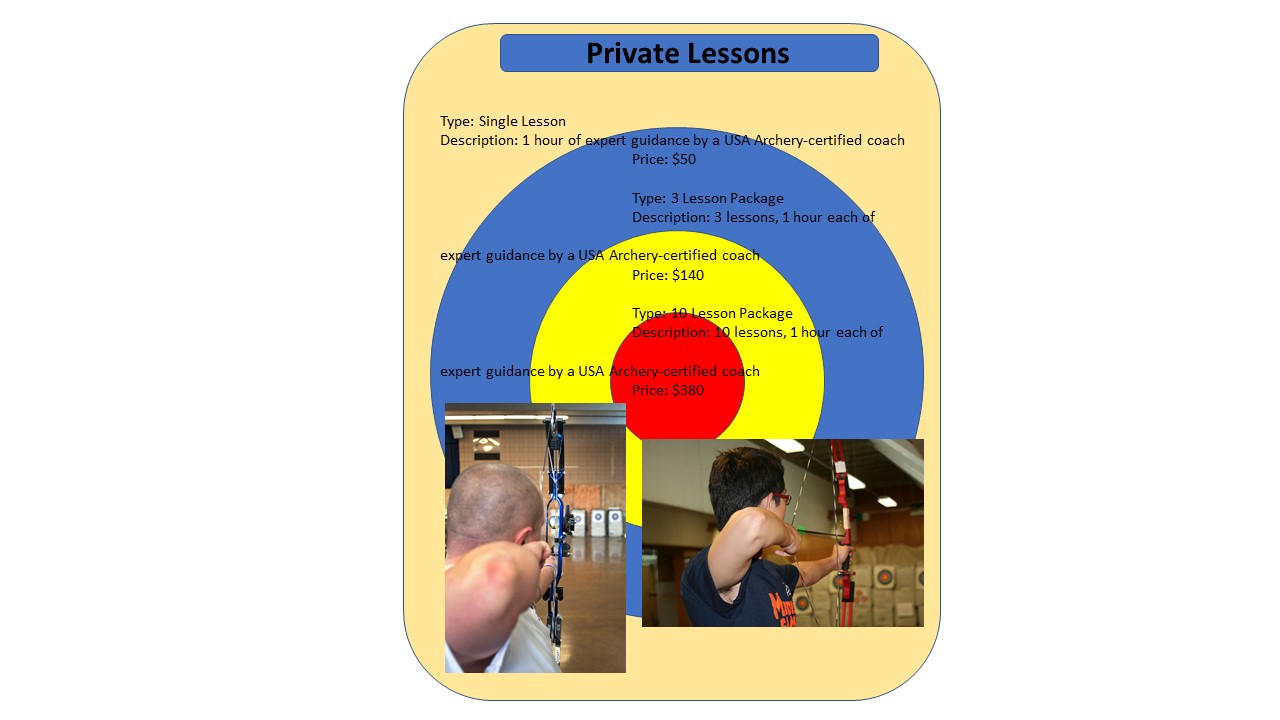 Private Lessons
Type: Single Lesson
Description: 1 hour of expert guidance by a USA Archery-certified coach
Price: $50
Type: 3 Lesson Package
Description: 3 lessons, 1 hour each of
expert guidance by a USA Archery-certified coach
Price: $140
Type: 10 Lesson Package
Description: 10 lessons, 1 hour each of
expert guidance by a USA Archery-certified coach
Price: $380